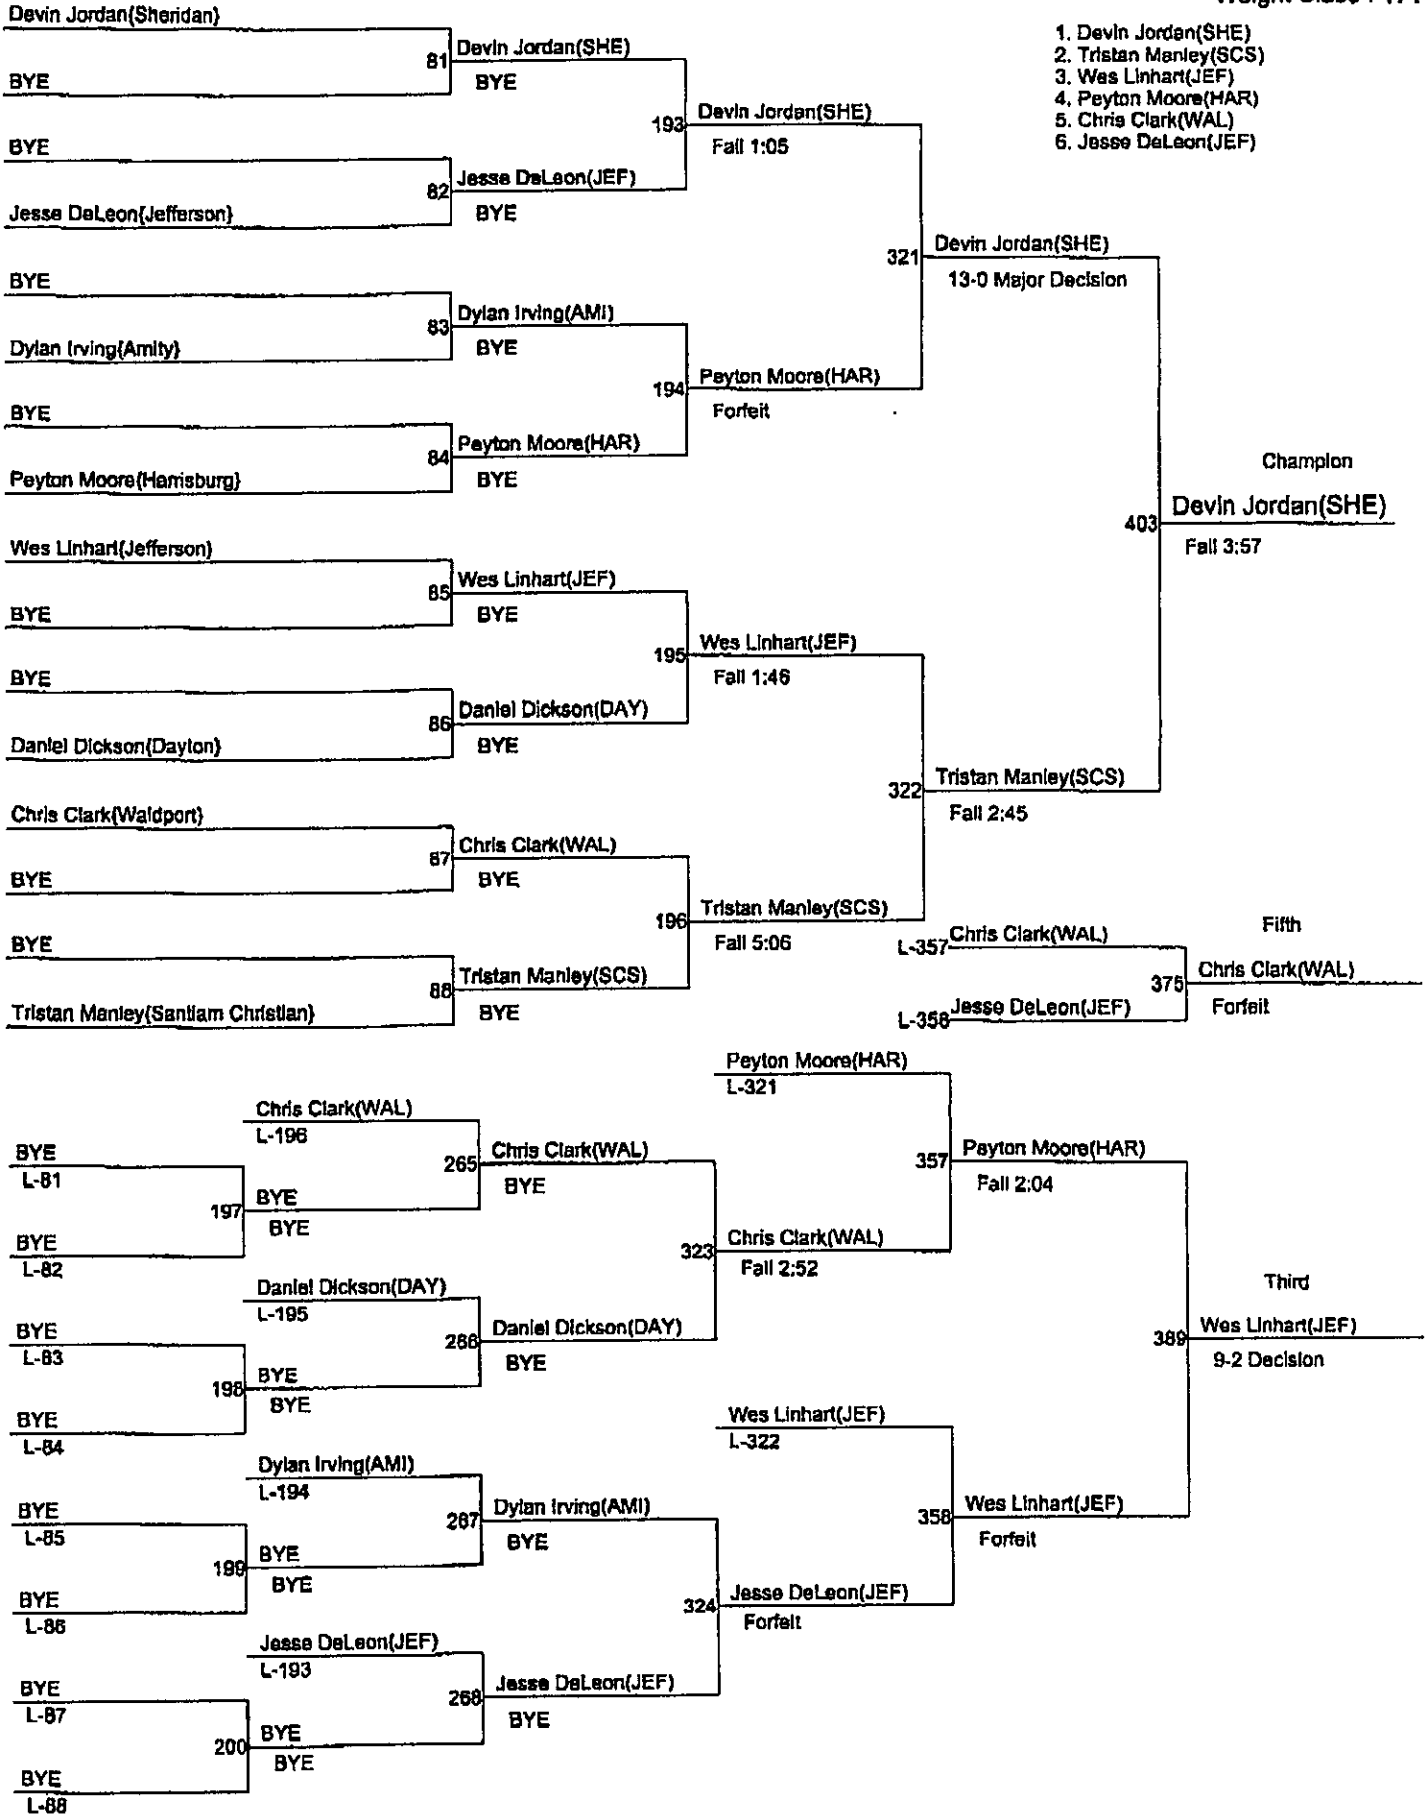 1. Devin Jordan(SHE)
2. Tristan Manley(SCS)
3. Wes Linhart(JEF)
4. Peyton Moore(HAR)
5. Chris Clark(WAL)
6. Jesse DeLeon(JEF)
Devin Jordan{Sheridan}
81 Devin Jordan(SHE)
BYE
BYE
193 Devin Jordan(SHE)
Fall 1:05
BYE
82 Jesse DeLeon(JEF)
BYE
Jesse DeLeon{Jefferson}
321 Devin Jordan(SHE)
13-0 Major Decision
BYE
83 Dylan Irving(AMI)
BYE
Dylan Irving{Amity}
194 Peyton Moore(HAR)
Forfeit
BYE
84 Peyton Moore(HAR)
BYE
Peyton Moore{Harrisburg}
Champion
403 Devin Jordan(SHE)
Fall 3:57
Wes Linhart{Jefferson}
85 Wes Linhart(JEF)
BYE
BYE
195 Wes Linhart(JEF)
Fall 1:46
BYE
86 Daniel Dickson(DAY)
BYE
Daniel Dickson{Dayton}
322 Tristan Manley(SCS)
Fall 2:45
Chris Clark{Waldport}
87 Chris Clark(WAL)
BYE
BYE
196 Tristan Manley(SCS)
Fall 5:06
BYE
88 Tristan Manley(SCS)
BYE
Tristan Manley{Santiam Christian}
Fifth
L-357 Chris Clark(WAL)
375 Chris Clark(WAL)
Forfeit
L-358 Jesse DeLeon(JEF)
Peyton Moore(HAR)
L-321
Chris Clark(WAL)
L-196
265 Chris Clark(WAL)
BYE
BYE
L-81
197 BYE
BYE
BYE
L-82
357 Peyton Moore(HAR)
Fall 2:04
323 Chris Clark(WAL)
Fall 2:52
Daniel Dickson(DAY)
L-195
266 Daniel Dickson(DAY)
BYE
BYE
L-83
198 BYE
BYE
BYE
L-84
Third
389 Wes Linhart(JEF)
9-2 Decision
Wes Linhart(JEF)
L-322
Dylan Irving(AMI)
L-194
267 Dylan Irving(AMI)
BYE
BYE
L-85
199 BYE
BYE
BYE
L-86
358 Wes Linhart(JEF)
Forfeit
324 Jesse DeLeon(JEF)
Forfeit
Jesse DeLeon(JEF)
L-193
268 Jesse DeLeon(JEF)
BYE
BYE
L-87
200 BYE
BYE
BYE
L-88